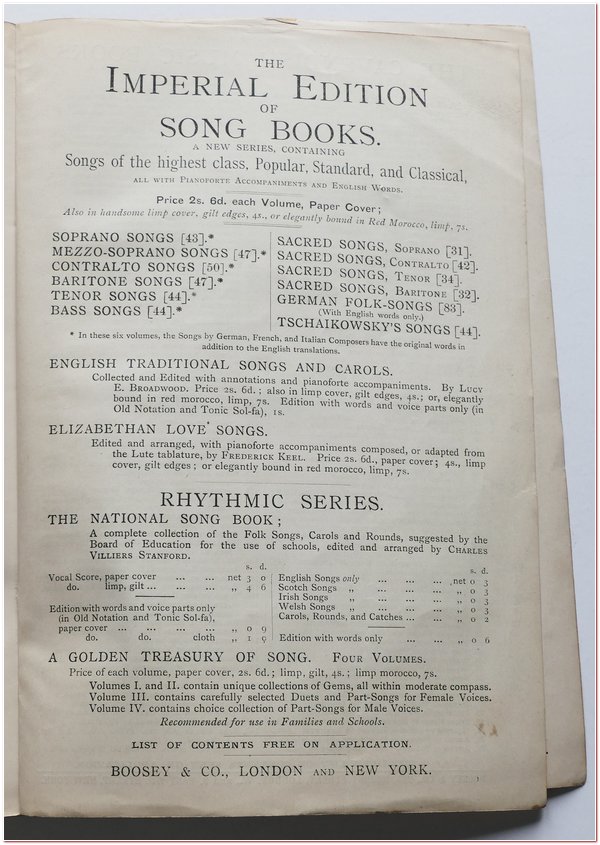 THE
IMPERIAL EDITION
OF
SONG BOOKS.
A NEW SERIES, CONTAINING
Songs of the highest class, Popular, Standard, and Classical,
ALL WITH PIANOFORTE ACCOMPANIMENTS AND ENGLISH WORDS.
Price 2s. 6d. each Volume, Paper Cover;
Also in handsome limp cover, gilt edges, 4s., or elegantly bound in Red Morocco, limp, 7s.
SOPRANO SONGS [43].*
MEZZO-SOPRANO SONGS [47].*
CONTRALTO SONGS [50].*
BARITONE SONGS [47].*
TENOR SONGS [44].*
BASS SONGS [44].*
SACRED SONGS, SOPRANO [31].
SACRED SONGS, CONTRALTO [42].
SACRED SONGS, TENOR [34].
SACRED SONGS, BARITONE [32].
GERMAN FOLK-SONGS [83].
(With English words only.)
TSCHAIKOWSKY'S SONGS [44].
* In these six volumes, the Songs by German, French, and Italian Composers have the original words in
addition to the English translations.
ENGLISH TRADITIONAL SONGS AND CAROLS.
Collected and Edited with annotations and pianoforte accompaniments. By LUCY
E. BROADWOOD. Price 2s. 6d.; also in limp cover, gilt edges, 4s.; or, elegantly
bound in red morocco, limp, 7s. Edition with words and voice parts only (in
Old Notation and Tonic Sol-fa), 1s.
ELIZABETHAN LOVE SONGS.
Edited and arranged, with pianoforte accompaniments composed, or adapted from
the Lute tablature, by FREDERICK KEEL. Price 2s. 6d., paper cover; 4s., limp
cover, gilt edges; or elegantly bound in red morocco, limp, 7s.
RHYTHMIC SERIES.
THE NATIONAL SONG BOOK;
A complete collection of the Folk Songs, Carols and Rounds, suggested by the
Board of Education for the use of schools, edited and arranged by CHARLES
VILLIERS STANFORD.
s. d.
Vocal Score, paper cover ... ... net 3 0
do. limp, gilt ... ... ,, 4 6
Edition with words and voice parts only
(in Old Notation and Tonic Sol-fa),
paper cover ... ... ... ... ,, 0 9
do. do. cloth ,, 1 9
s. d.
English Songs only ... ... ... net 0 3
Scotch Songs ,, ... ... ... ,, 0 3
Irish Songs ,, ... ... ... ,, 0 3
Welsh Songs ,, ... ... ... ,, 0 3
Carols, Rounds, and Catches ... ... ,, 0 2
Edition with words only ... ... ,, 0 6
A GOLDEN TREASURY OF SONG. FOUR VOLUMES.
Price of each volume, paper cover, 2s. 6d.; limp, gilt, 4s.; limp morocco, 7s.
Volumes I. and II. contain unique collections of Gems, all within moderate compass.
Volume III. contains carefully selected Duets and Part-Songs for Female Voices.
Volume IV. contains choice collection of Part-Songs for Male Voices.
Recommended for use in Families and Schools.
LIST OF CONTENTS FREE ON APPLICATION.
BOOSEY & CO., LONDON AND NEW YORK.